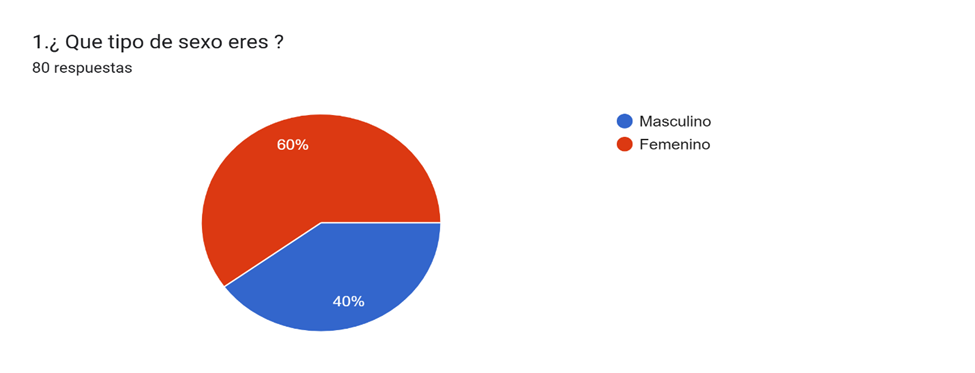 1.¿ Que tipo de sexo eres ?
80 respuestas
60%
40%
Masculino
Femenino